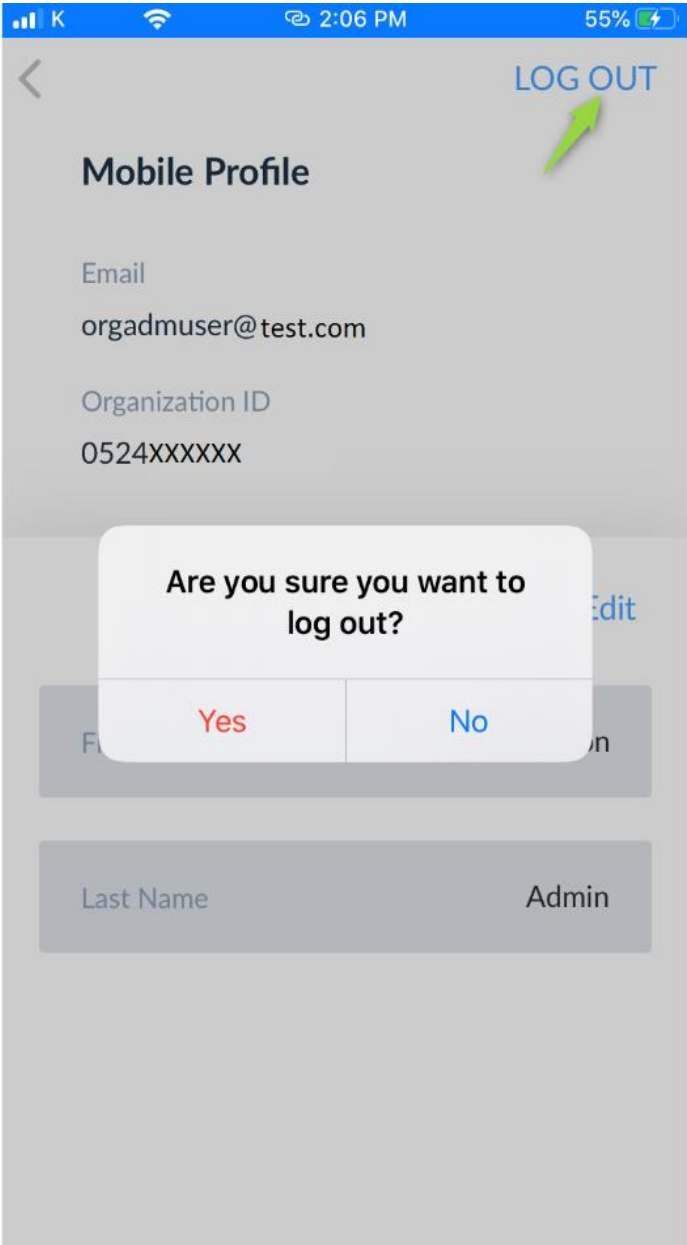 K 2:06 PM 55%
LOG OUT
Mobile Profile
Email
orgadmuser@test.com
Organization ID
0524XXXXXX
Are you sure you want to
log out?
Edit
Yes No
Last Name Admin